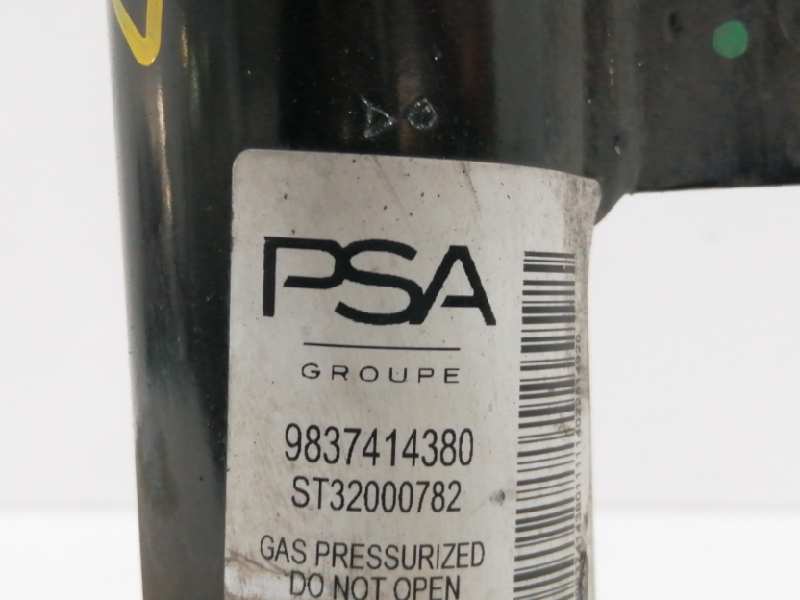 PSA
GROUPE
9837414380
ST32000782
GAS PRESSURIZED
DO NOT OPEN